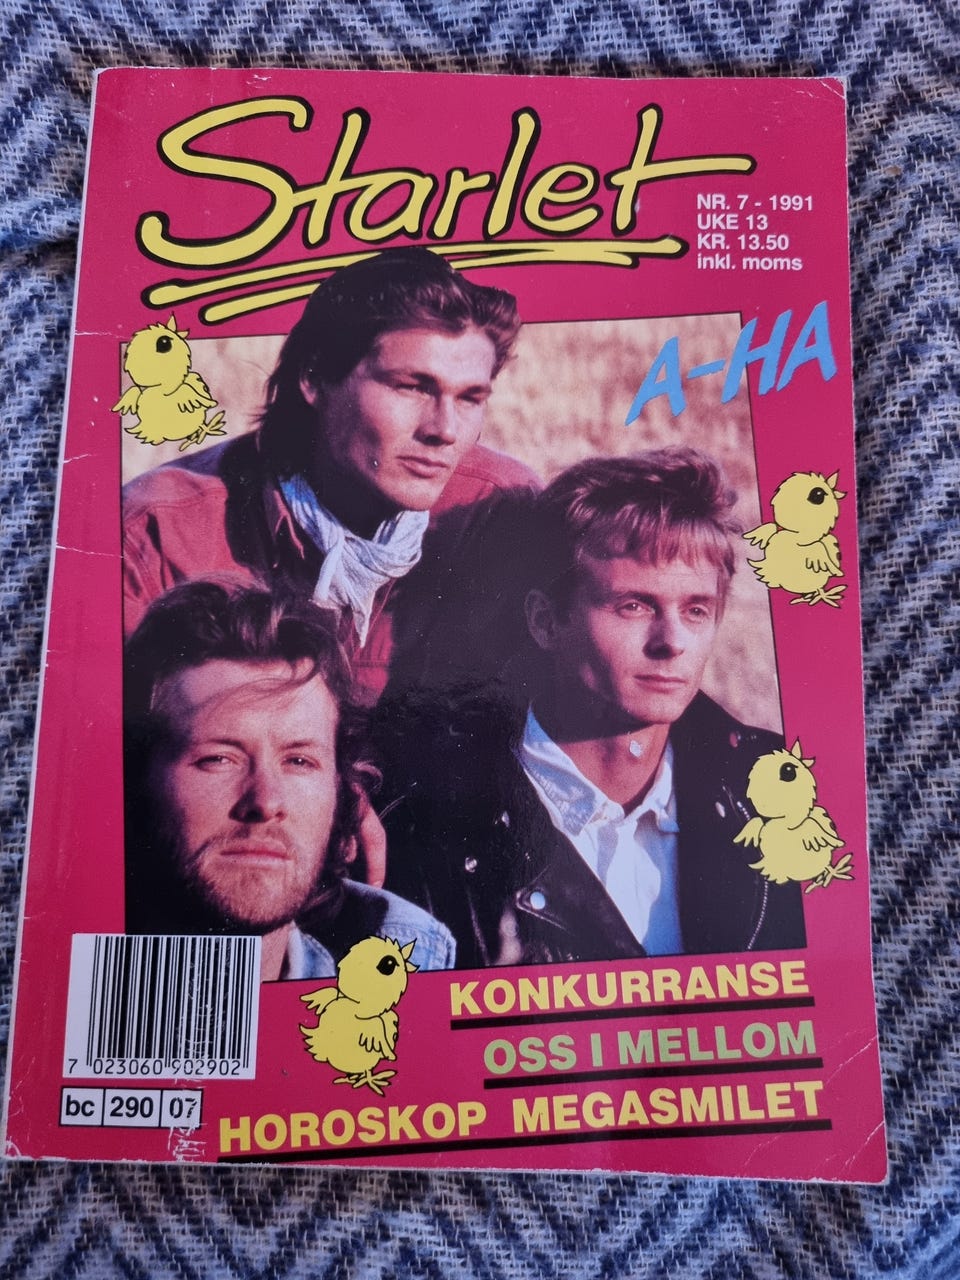 Starlet
NR. 7 - 1991
UKE 13
KR. 13.50
inkl. moms
A-HA
KONKURRANSE
OSS I MELLOM
HOROSKOP MEGASMILET
7 023060 902902
bc 290 07